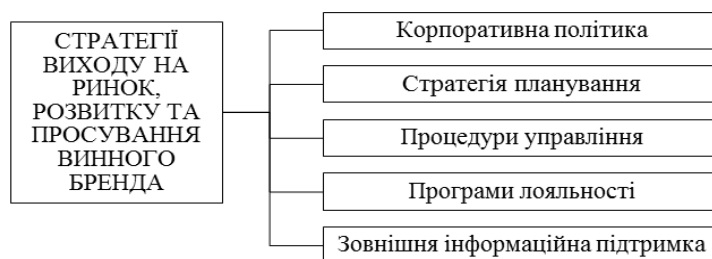 СТРАТЕГІЇ
ВИХОДУ НА
РИНОК,
РОЗВИТКУ ТА
ПРОСУВАННЯ
ВИННОГО
БРЕНДА
Корпоративна політика
Стратегія планування
Процедури управління
Програми лояльності
Зовнішня інформаційна підтримка